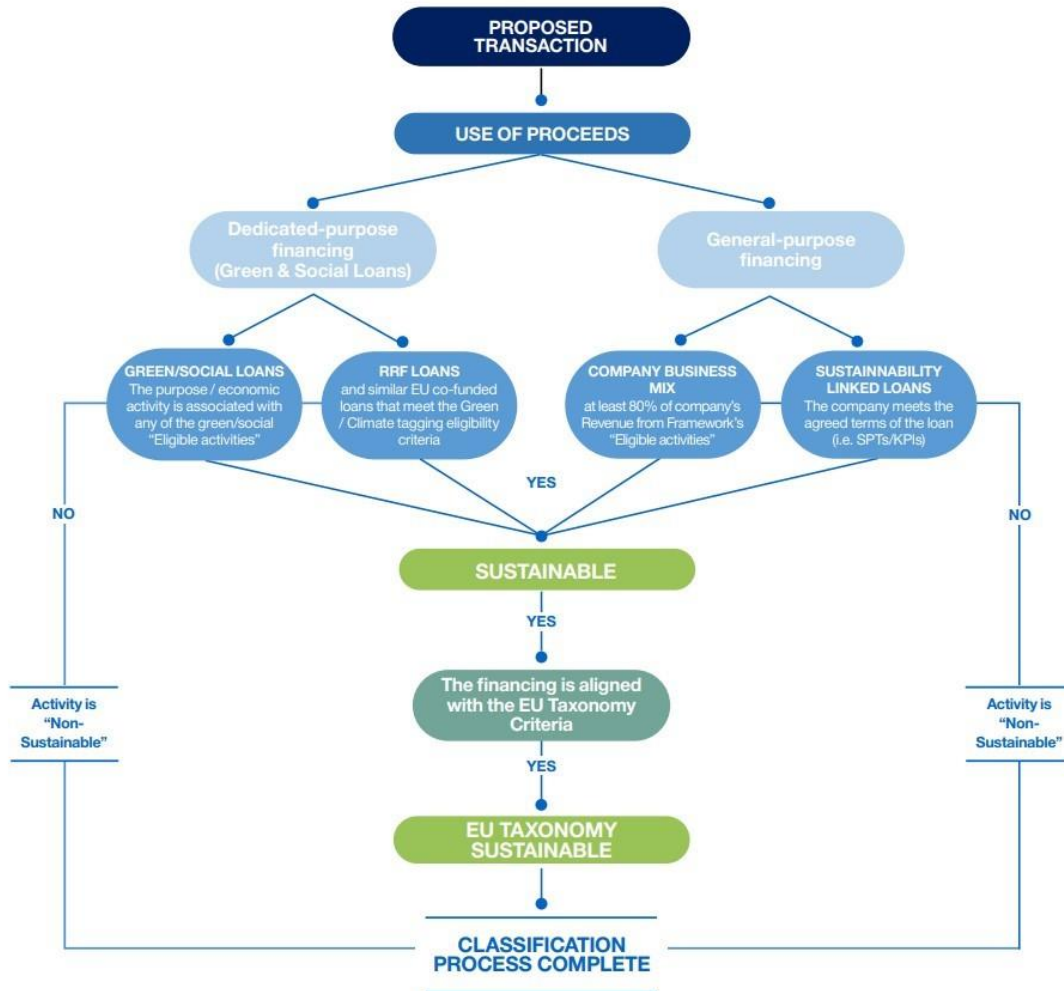 PROPOSED
TRANSACTION
USE OF PROCEEDS
Dedicated-purpose
financing
(Green & Social Loans)
General-purpose
financing
GREEN/SOCIAL LOANS
The purpose / economic
activity is associated with
any of the green/social
“Eligible activities”
RRF LOANS
and similar EU co-funded
loans that meet the Green
/ Climate tagging eligibility
criteria
COMPANY BUSINESS
MIX
at least 80% of company’s
Revenue from Framework’s
“Eligible activities”
SUSTAINNABILITY
LINKED LOANS
The company meets the
agreed terms of the loan
(i.e. SPTs/KPIs)
YES
NO
NO
SUSTAINABLE
YES
The financing is aligned
with the EU Taxonomy
Criteria
Activity is
“Non-
Sustainable”
Activity is
“Non-
Sustainable”
YES
EU TAXONOMY
SUSTAINABLE
CLASSIFICATION
PROCESS COMPLETE